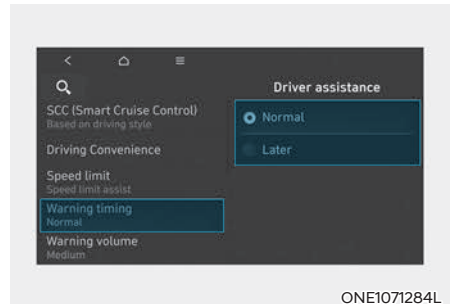 SCC (Smart Cruise Control)
Based on driving style
Driving Convenience
Speed limit
Speed limit assist
Warning timing
Normal
Warning volume
Medium
Driver assistance
Normal
Later
ONE1071284L